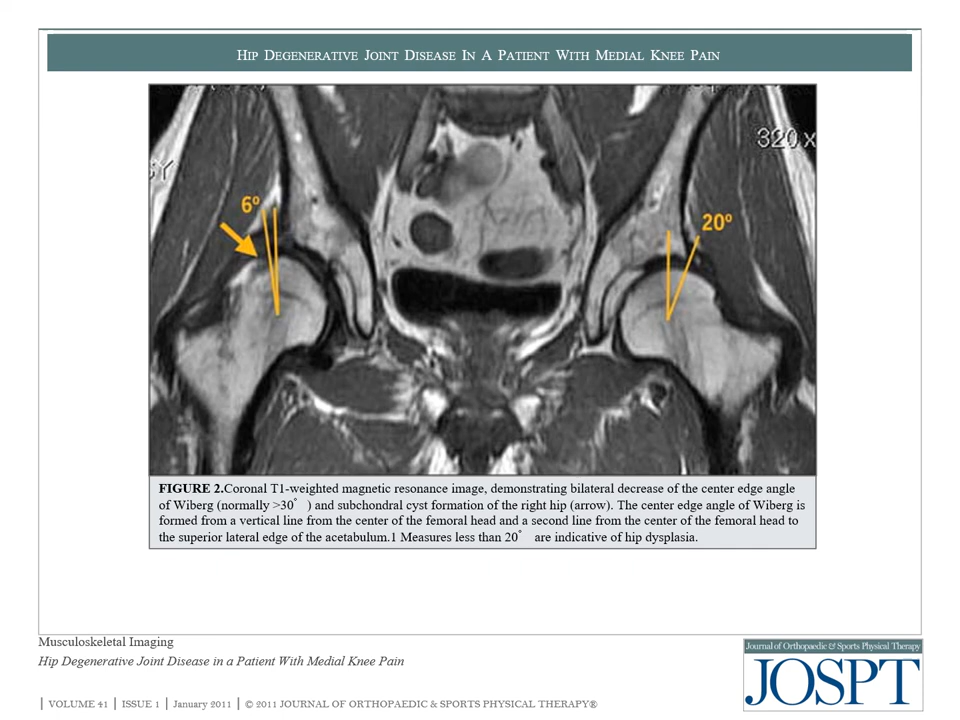 HIP DEGENERATIVE JOINT DISEASE IN A PATIENT WITH MEDIAL KNEE PAIN
320 x
6º
20º
FIGURE 2.Coronal T1-weighted magnetic resonance image, demonstrating bilateral decrease of the center edge angle
of Wiberg (normally >30° ) and subchondral cyst formation of the right hip (arrow). The center edge angle of Wiberg is
formed from a vertical line from the center of the femoral head and a second line from the center of the femoral head to
the superior lateral edge of the acetabulum.1 Measures less than 20° are indicative of hip dysplasia.
Musculoskeletal Imaging
Hip Degenerative Joint Disease in a Patient With Medial Knee Pain
Journal of Orthopaedic & Sports Physical Therapy
JOSPT
| VOLUME 41 | ISSUE 1 | January 2011 | © 2011 JOURNAL OF ORTHOPAEDIC & SPORTS PHYSICAL THERAPY®